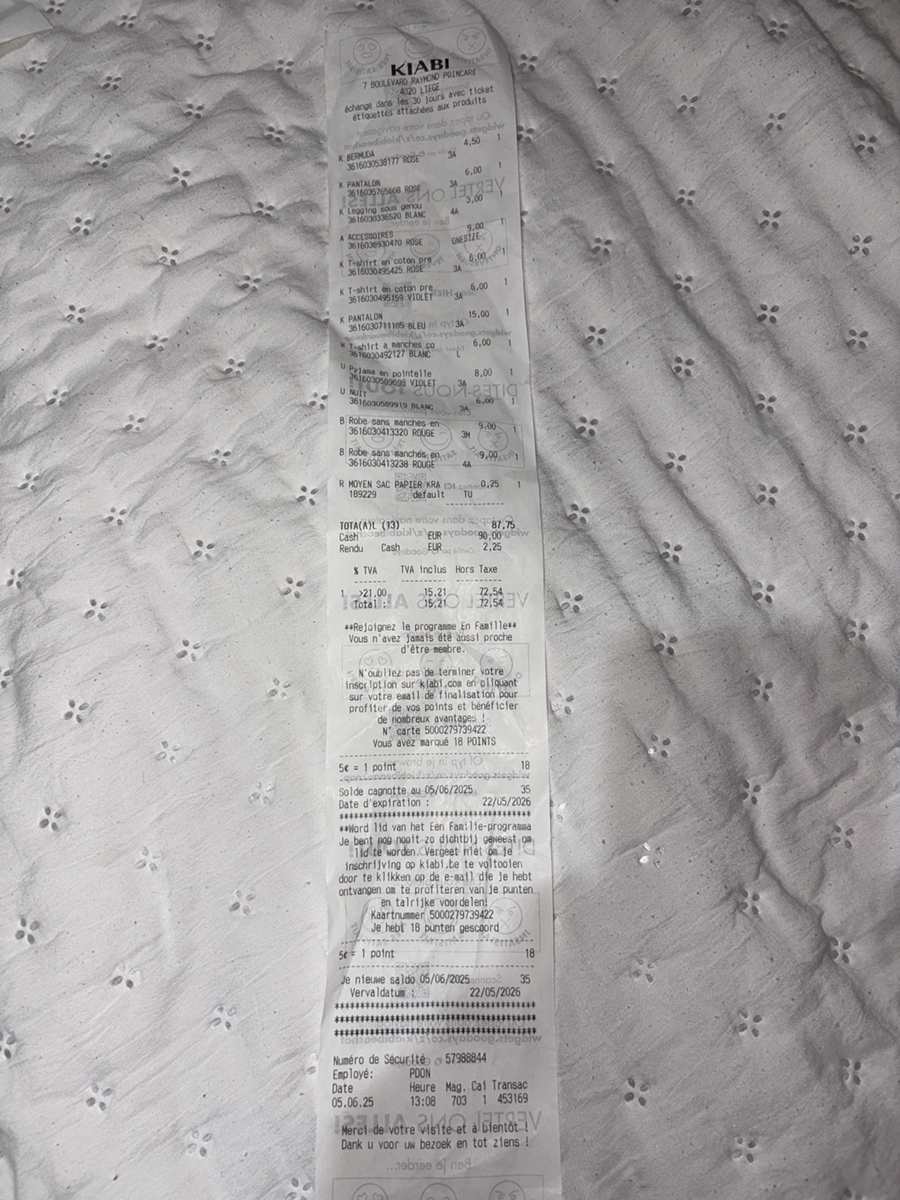 KIABI
7 BOULEVARD RAYMOND POINCARE
4020 LIEGE
échange dans les 30 jours avec ticket
étiquettes attachées aux produits
4,50 1
K BERMUDA
3616030538177 ROSE 3A
6,00 1
K PANTALON
3616035765608 ROSE 3A
3,00 1
K Legging sous genou
3616030336520 BLANC 4A
9,00 1
A ACCESSOIRES
3616036930470 ROSE ONESIZE
K T-shirt en coton pre 6,00 1
3616030495425 ROSE 3A
K T-shirt en coton pre 6,00 1
3616030495159 VIOLET 3A
15,00 1
K PANTALON
3616030711105 BLEU 3A
W T-shirt a manches co 6,00 1
3616030492127 BLANC L
U Pyjama en pointelle 8,00 1
3616030589698 VIOLET 3A
U NUIT 6,00 1
3616030589919 BLANC 3A
B Robe sans manches en 9,00 1
3616030413320 ROUGE 3M
B Robe sans manches en 9,00 1
3616030413238 ROUGE 4A
R MOYEN SAC PAPIER KRA 0,25 1
189229 default TU
------------
TOTA(A)L (13) 87,75
Cash EUR 90,00
Rendu Cash EUR 2,25
% TVA TVA inclus Hors Taxe
------- --------- ---------
1 >21,00 15,21 72,54
Total : 15,21 72,54
**Rejoignez le programme En Famille**
Vous n'avez jamais été aussi proche
d'être membre.
N'oubliez pas de terminer votre
inscription sur kiabi.com en cliquant
sur votre email de finalisation pour
profiter de vos points et bénéficier
de nombreux avantages !
N° carte 5000279739422
Vous avez marqué 18 POINTS
5€ = 1 point 18
Solde cagnotte au 05/06/2025 35
Date d'expiration : 22/05/2026
**Word lid van het Eén Familie-programma
Je bent nog nooit zo dichtbij geweest om
lid te worden. Vergeet niet om je
inschrijving op kiabi.be te voltooien
door te klikken op de e-mail die je hebt
ontvangen om te profiteren van je punten
en talrijke voordelen!
Kaartnummer 5000279739422
Je hebt 18 punten gescoord
5€ = 1 point 18
Je nieuwe saldo 05/06/2025 35
Vervaldatum : 22/05/2026
Numéro de Sécurité 57988844
Employé: PDON
Date Heure Mag. Cai Transac
05.06.25 13:08 703 1 453169
Merci de votre visite et à bientôt !
Dank u voor uw bezoek en tot ziens !